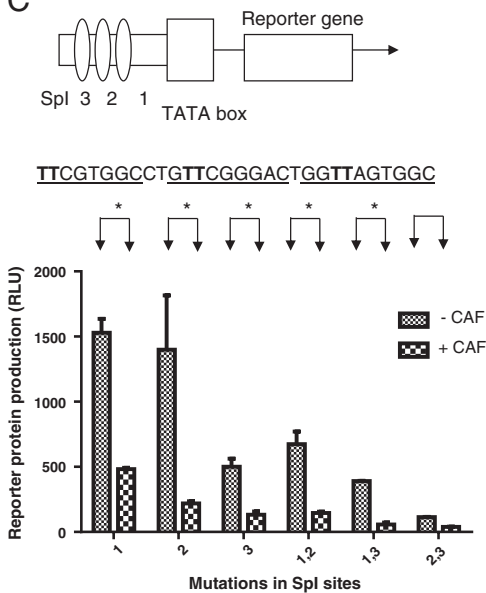 C
Reporter gene
SpI 3 2 1
TATA box
TTCGTGGCCTGTTCGGGACTGGTTAGTGGC
* * * * *
2000
1500
1000
500
0
Reporter protein production (RLU)
- CAF
+ CAF
1 2 3 1,2 1,3 2,3
Mutations in SpI sites